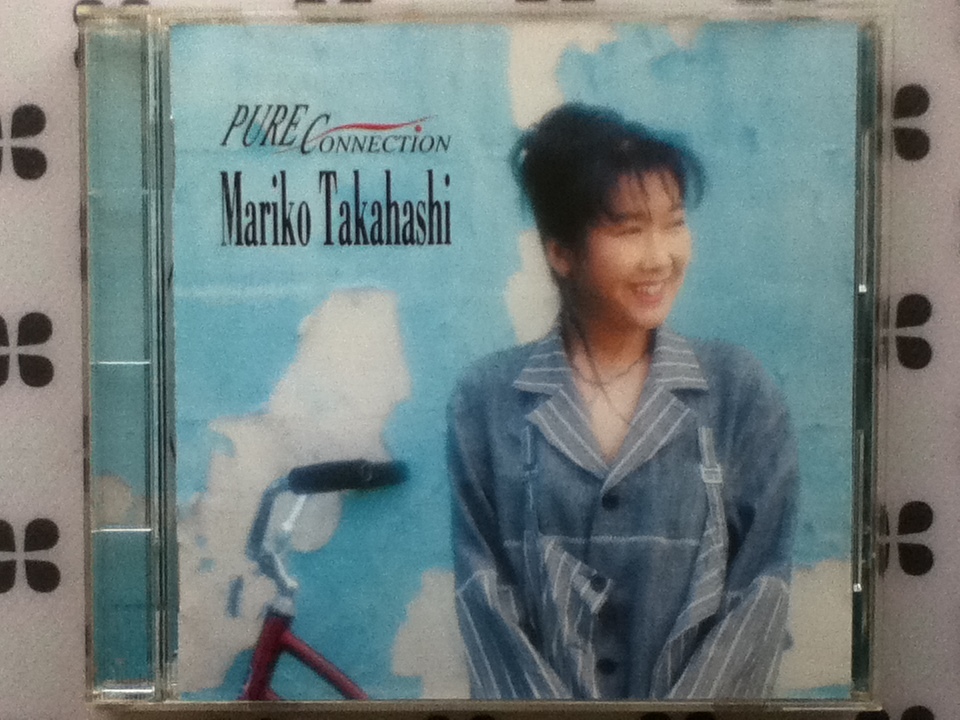 PURE CONNECTION
Mariko Takahashi